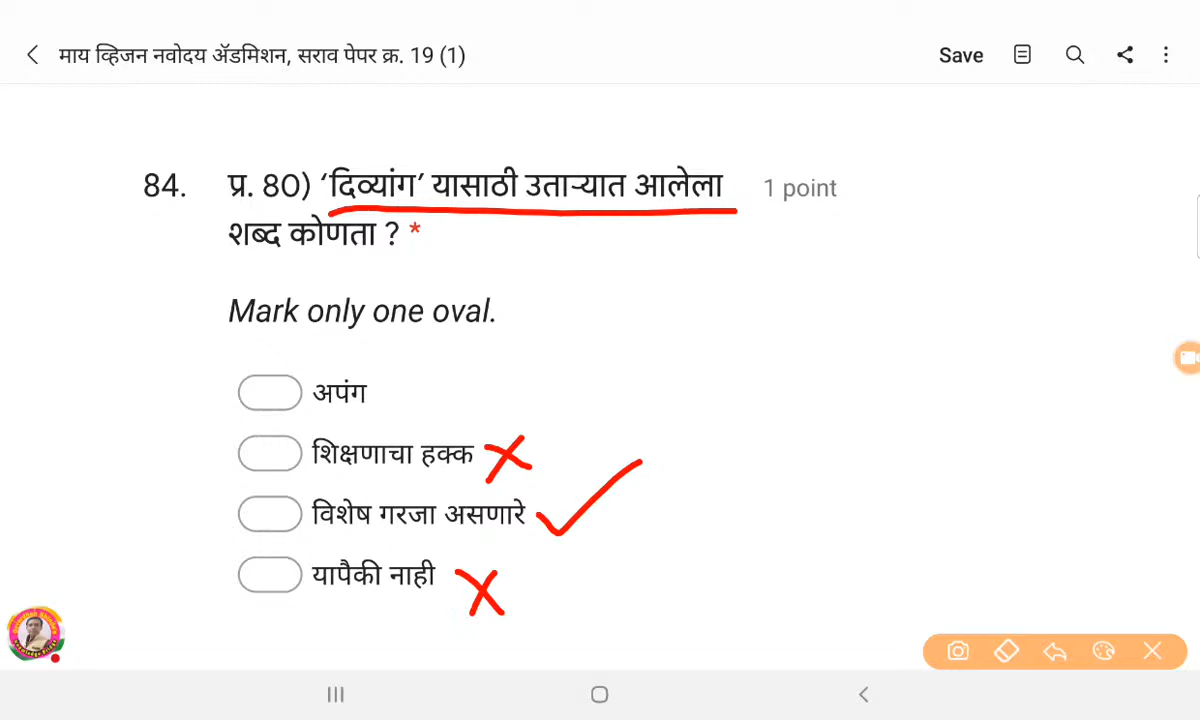 माय व्हिजन नवोदय ॲडमिशन, सराव पेपर क्र. 19 (1)
Save
84. प्र. 80) ‘दिव्यांग’ यासाठी उताऱ्यात आलेला 1 point
शब्द कोणता ? *
Mark only one oval.
अपंग
शिक्षणाचा हक्क
विशेष गरजा असणारे
यापैकी नाही